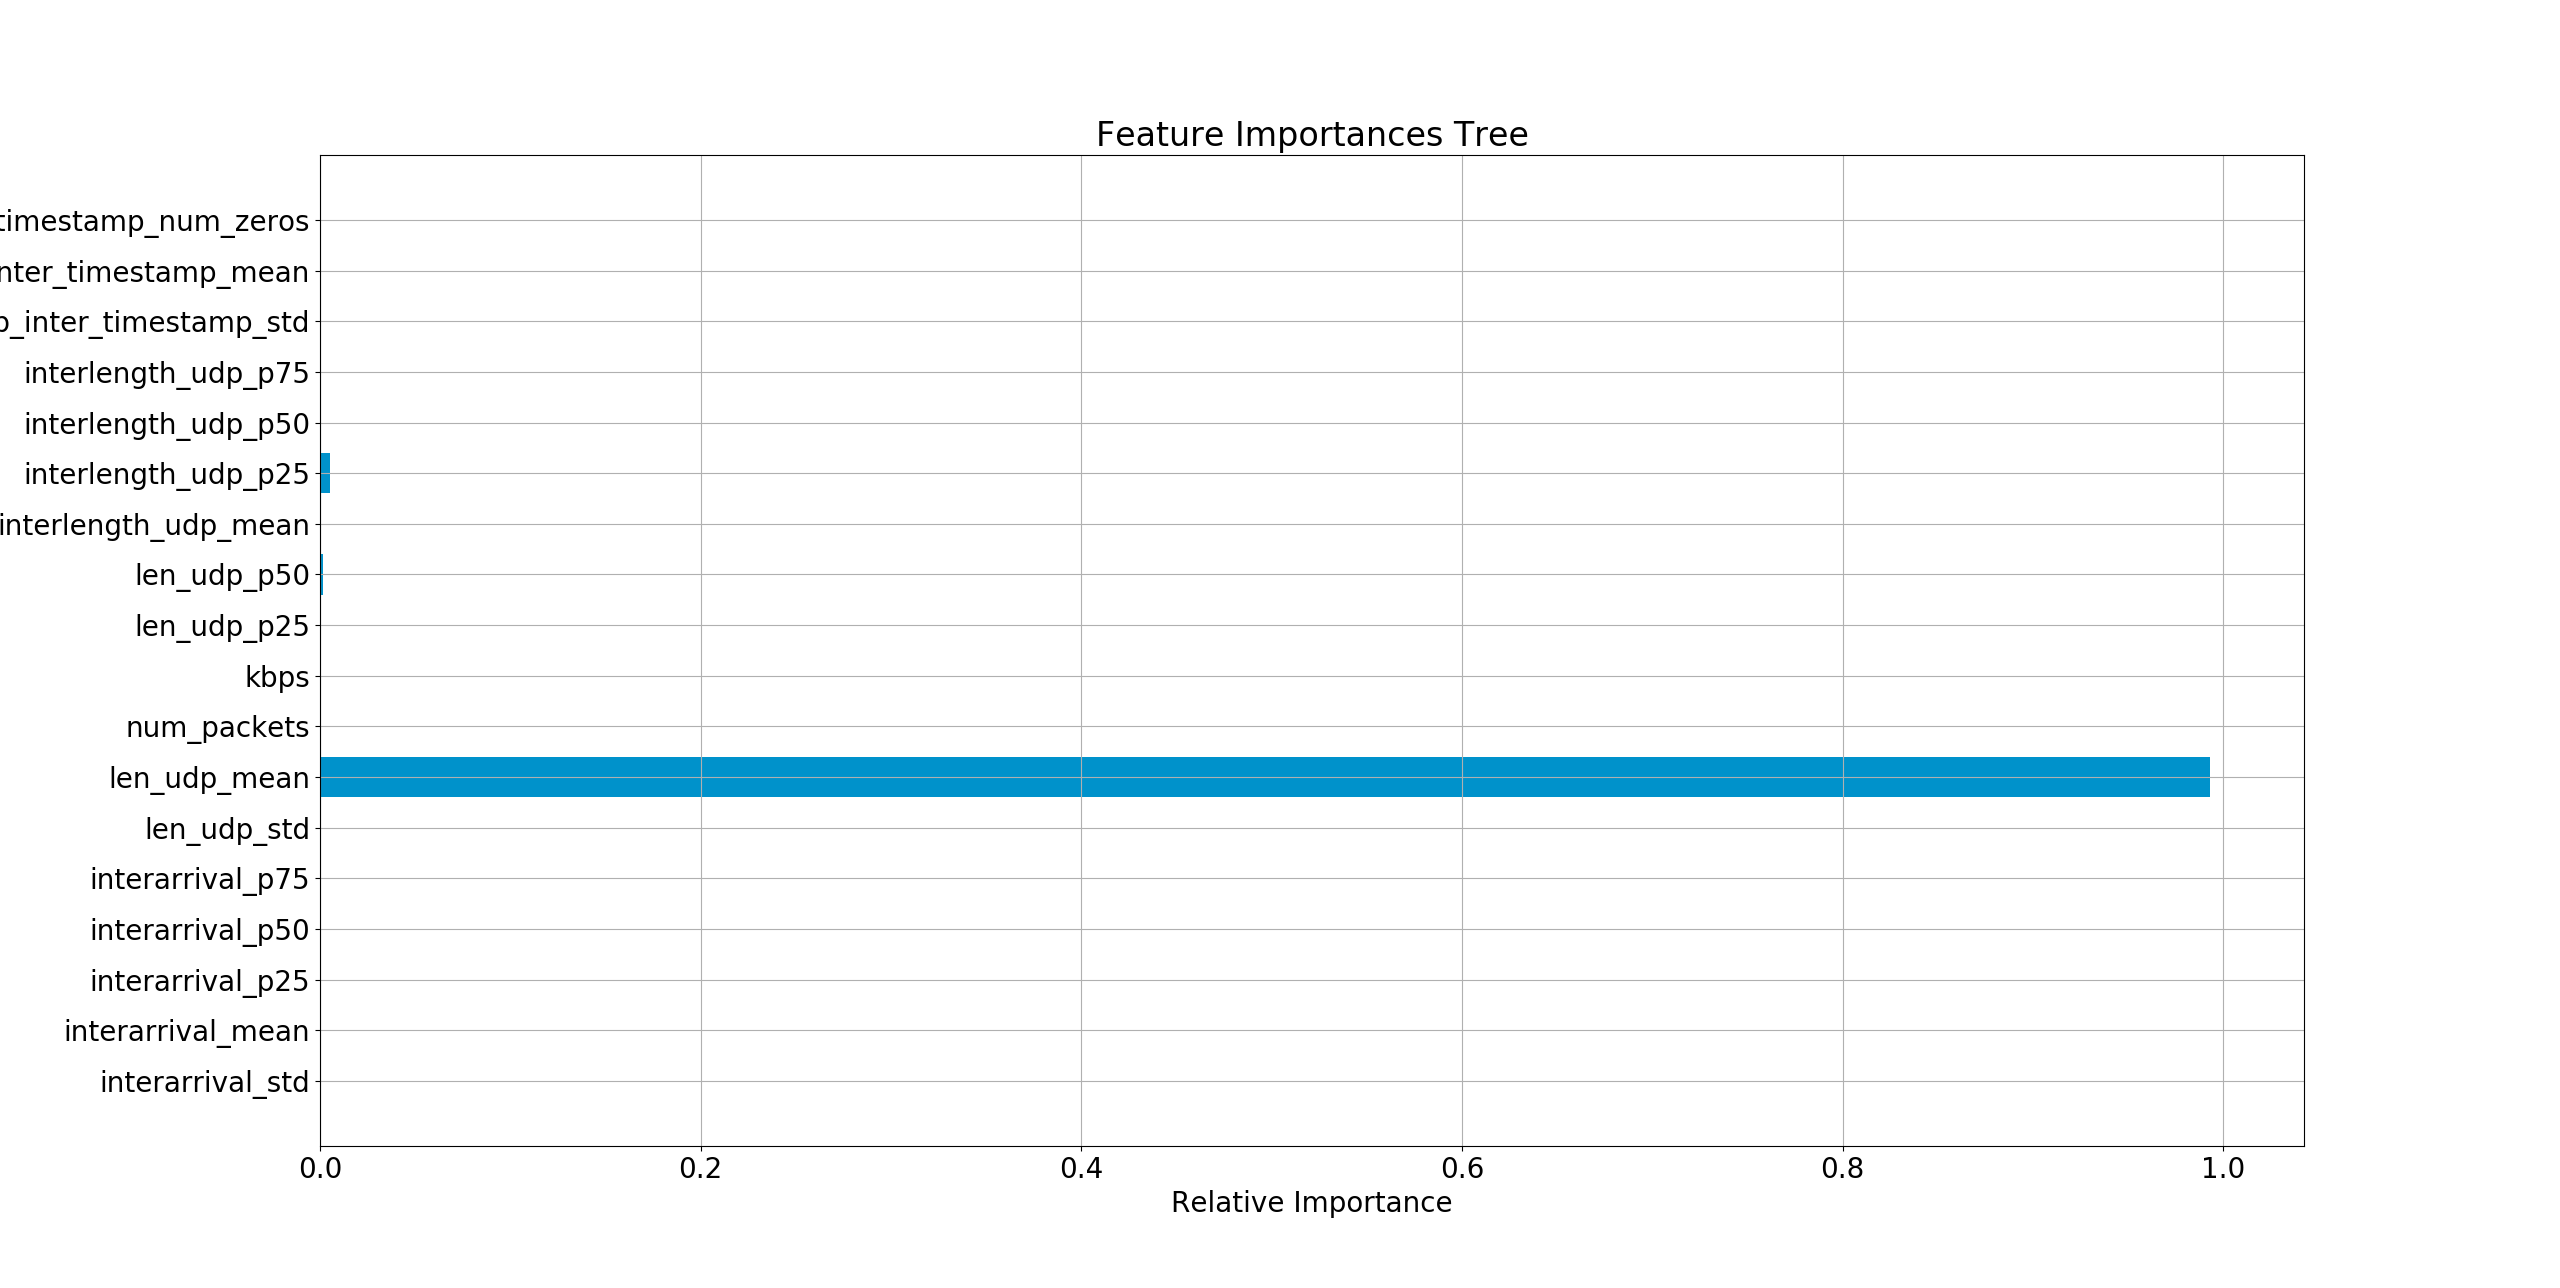 Feature Importances Tree
timestamp_num_zeros
nter_timestamp_mean
p_inter_timestamp_std
interlength_udp_p75
interlength_udp_p50
interlength_udp_p25
interlength_udp_mean
len_udp_p50
len_udp_p25
kbps
num_packets
len_udp_mean
len_udp_std
interarrival_p75
interarrival_p50
interarrival_p25
interarrival_mean
interarrival_std
0.0 0.2 0.4 0.6 0.8 1.0
Relative Importance